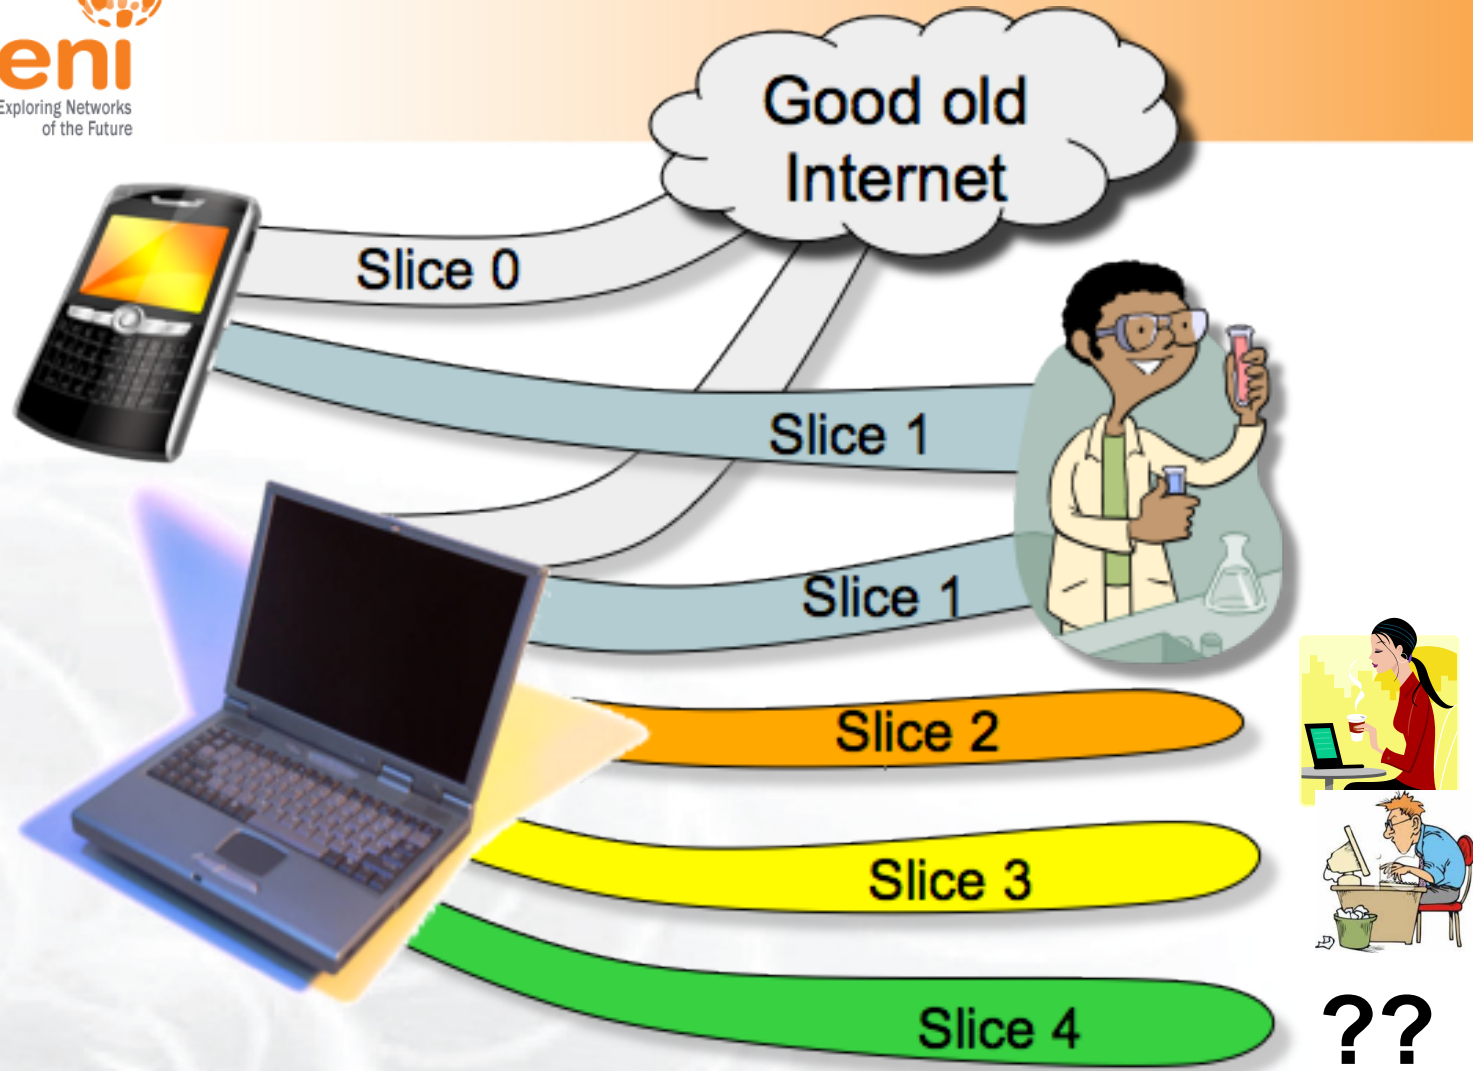 eni
Exploring Networks
of the Future
Good old
Internet
Slice 0
Slice 1
Slice 1
Slice 2
Slice 3
Slice 4
??